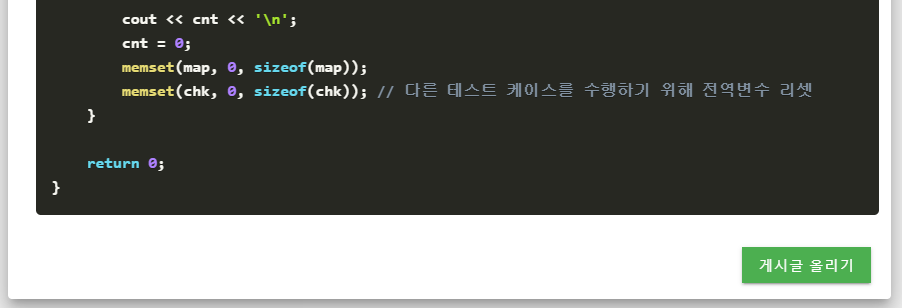 cout << cnt << '\n';
cnt = 0;
memset(map, 0, sizeof(map));
memset(chk, 0, sizeof(chk)); // 다른 테스트 케이스를 수행하기 위해 전역변수 리셋
}
return 0;
}
게시글 올리기